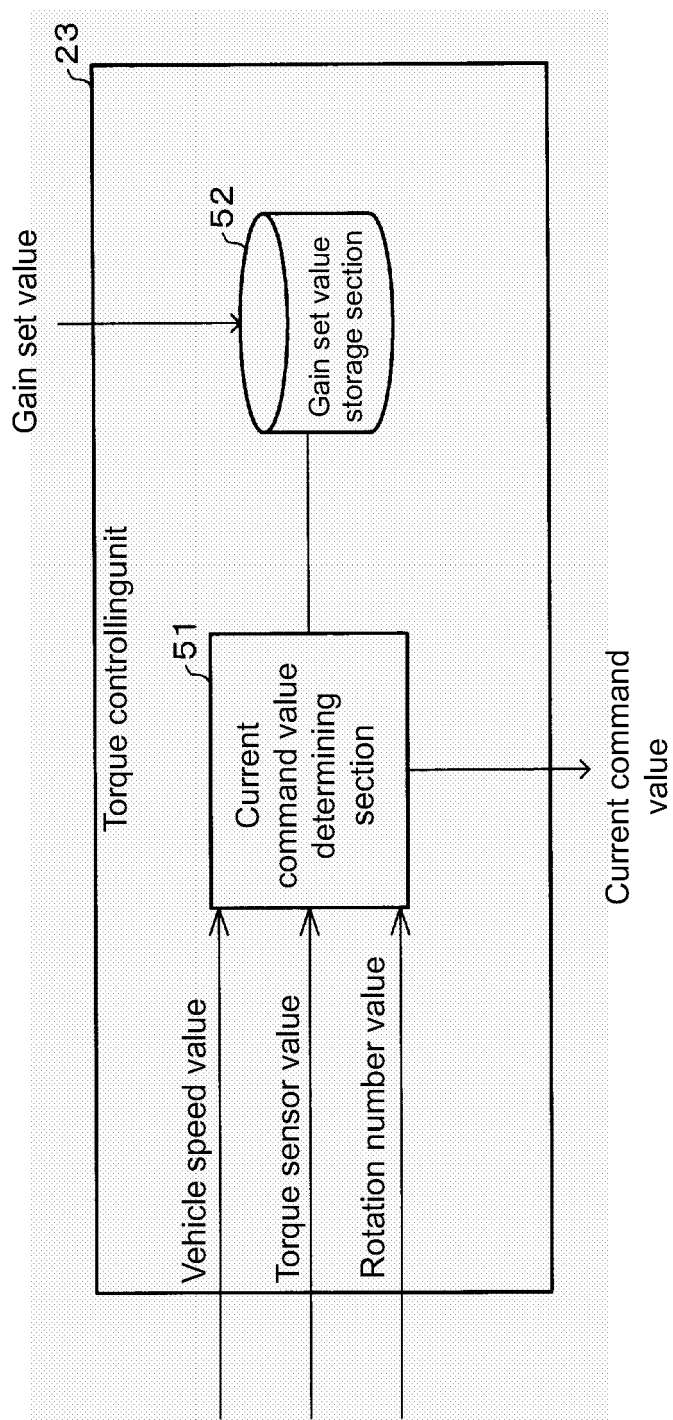 23
Torque controllingunit
Gain set value
52
Gain set value
storage section
51
Current
command value
determining
section
Vehicle speed value
Torque sensor value
Rotation number value
Current command
value